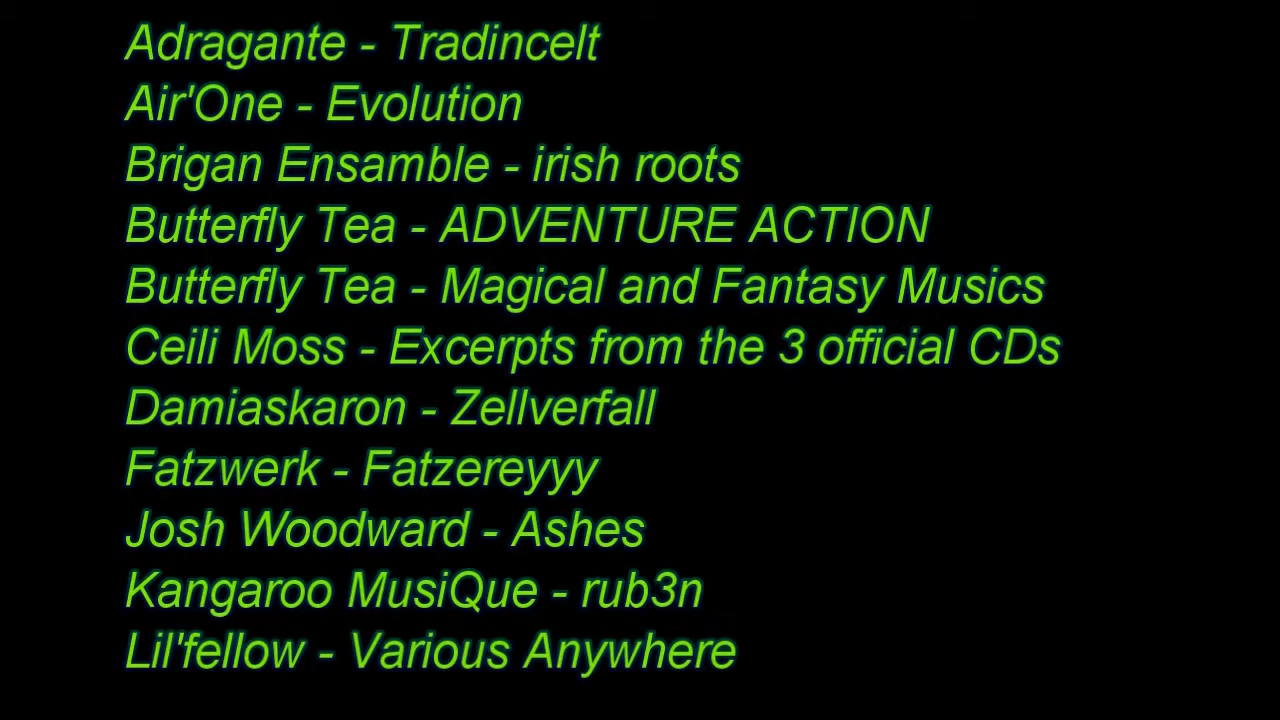 Adragante - Tradincelt
Air'One - Evolution
Brigan Ensamble - irish roots
Butterfly Tea - ADVENTURE ACTION
Butterfly Tea - Magical and Fantasy Musics
Ceili Moss - Excerpts from the 3 official CDs
Damiaskaron - Zellverfall
Fatzwerk - Fatzereyyy
Josh Woodward - Ashes
Kangaroo MusiQue - rub3n
Lil'fellow - Various Anywhere